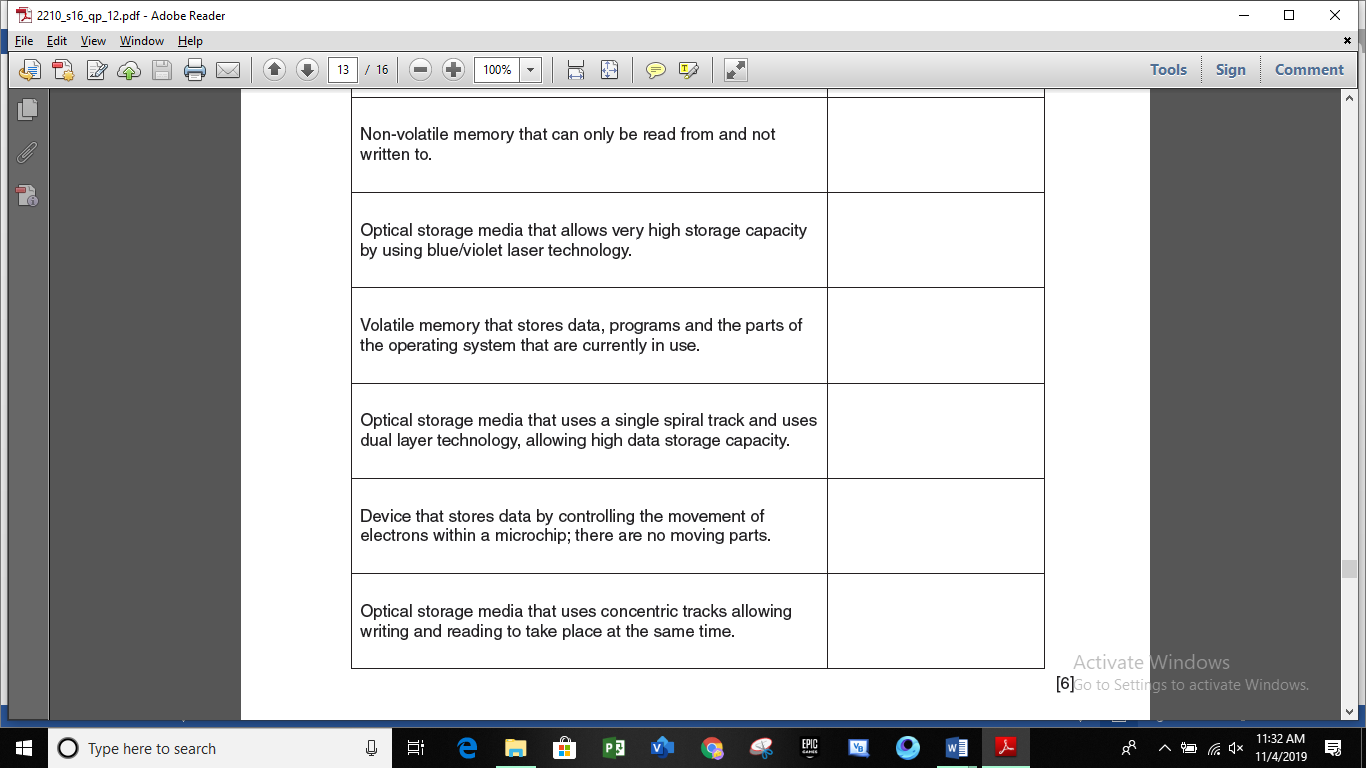 2210_s16_qp_12.pdf - Adobe Reader
File Edit View Window Help
13 / 16 100% Tools Sign Comment
Non-volatile memory that can only be read from and not
written to.
Optical storage media that allows very high storage capacity
by using blue/violet laser technology.
Volatile memory that stores data, programs and the parts of
the operating system that are currently in use.
Optical storage media that uses a single spiral track and uses
dual layer technology, allowing high data storage capacity.
Device that stores data by controlling the movement of
electrons within a microchip; there are no moving parts.
Optical storage media that uses concentric tracks allowing
writing and reading to take place at the same time.
[6]
Activate Windows
Go to Settings to activate Windows.
Type here to search
EPIC
GAMES
11:32 AM
11/4/2019